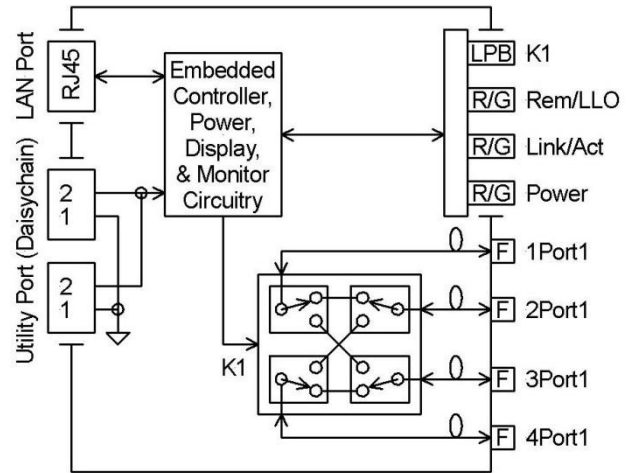 LAN Port
RJ45
Embedded
Controller,
Power,
Display,
& Monitor
Circuitry
LPB K1
R/G Rem/LLO
R/G Link/Act
R/G Power
Utility Port (Daisychain)
2
1
2
1
K1
F 1Port1
F 2Port1
F 3Port1
F 4Port1